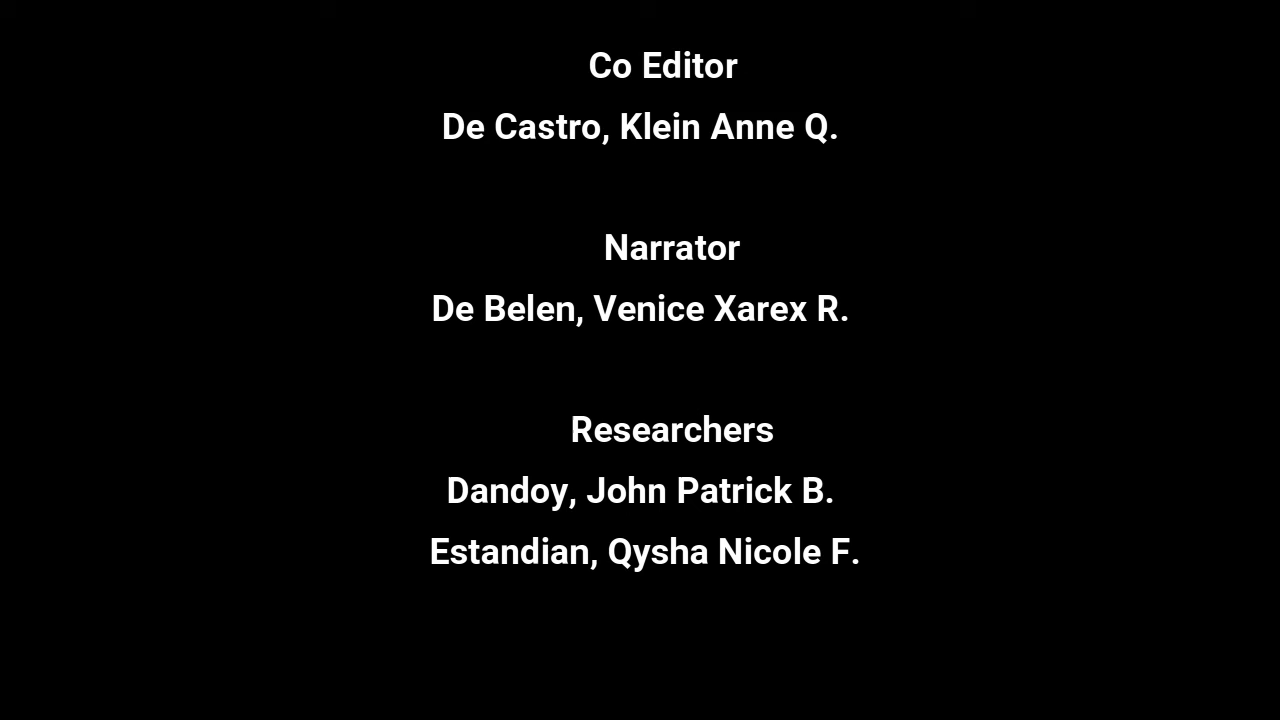 Co Editor
De Castro, Klein Anne Q.
Narrator
De Belen, Venice Xarex R.
Researchers
Dandoy, John Patrick B.
Estandian, Qysha Nicole F.